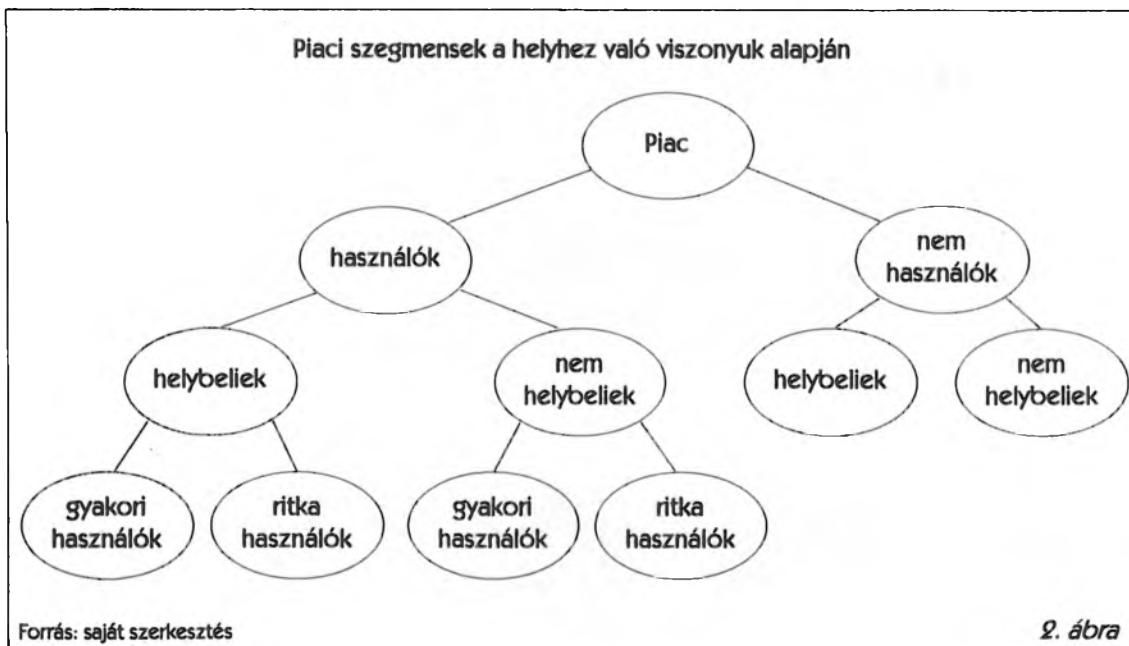 Piaci szegmensek a helyhez való viszonyuk alapján
Piac
használók
nem
használók
helybeliek
nem
helybeliek
helybeliek
nem
helybeliek
gyakori
használók
ritka
használók
gyakori
használók
ritka
használók
Forrás: saját szerkesztés
2. ábra